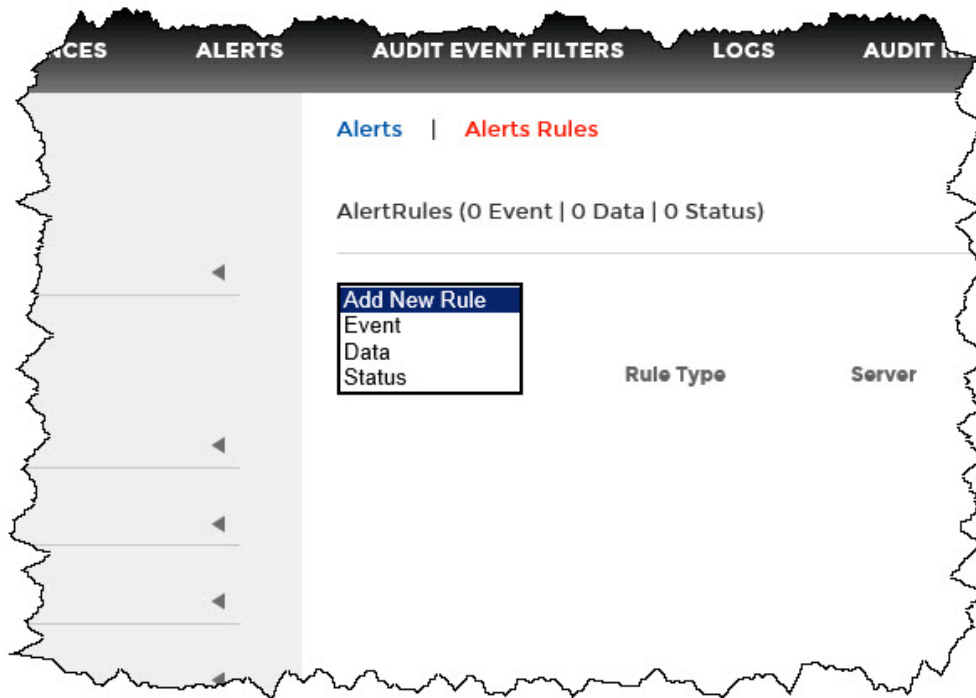 ALERTS AUDIT EVENT FILTERS LOGS AUDIT
Alerts | Alerts Rules
AlertRules (0 Event | 0 Data | 0 Status)
Add New Rule
Event
Data
Status
Rule Type Server